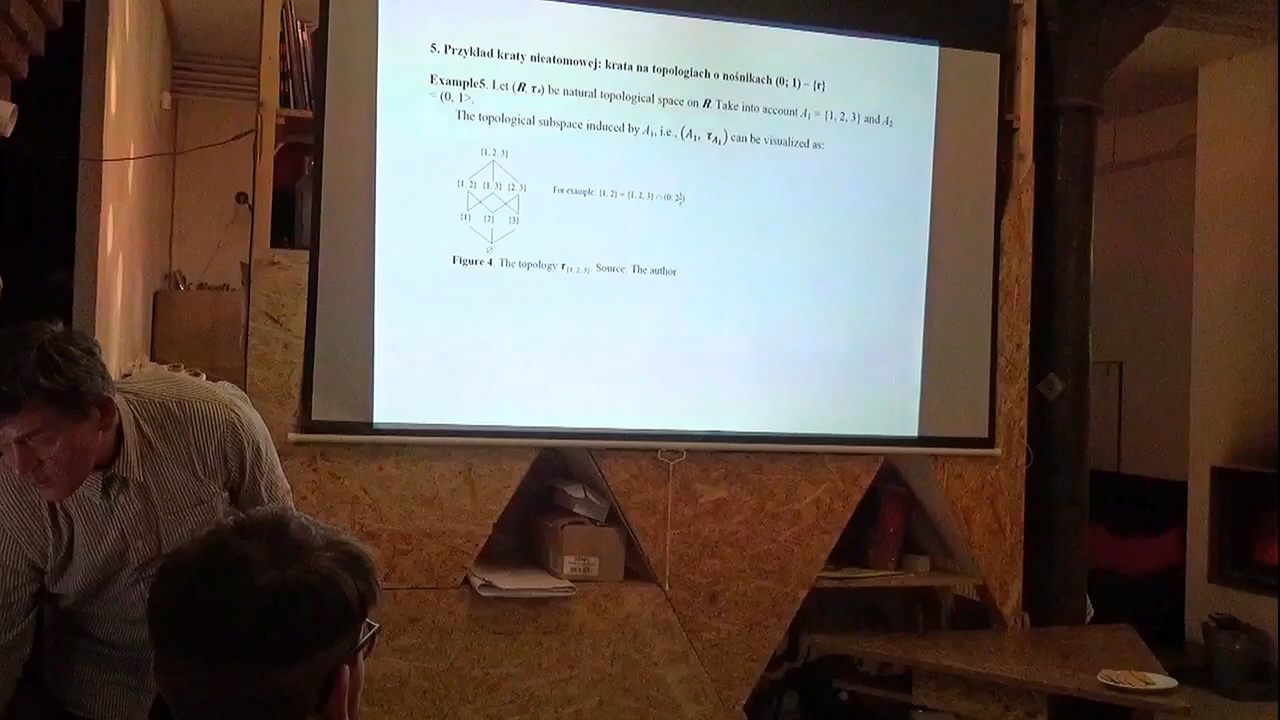 5. Przykład kraty nieatomowej: krata na topologiach o nośnikach (0; 1) – {r}
Example5. Let (R, τₑ) be natural topological space on R. Take into account A₁ = {1, 2, 3} and A₂
= (0, 1>.
The topological subspace induced by A₁, i.e., (A₁, τ_A₁) can be visualized as:
{1, 2, 3}
{1, 2} {1, 3} {2, 3}
For example: {1, 2} = {1, 2, 3} ∩ (0; 2½)
{1} {2} {3}
∅
Figure 4. The topology τ{1, 2, 3}. Source: The author